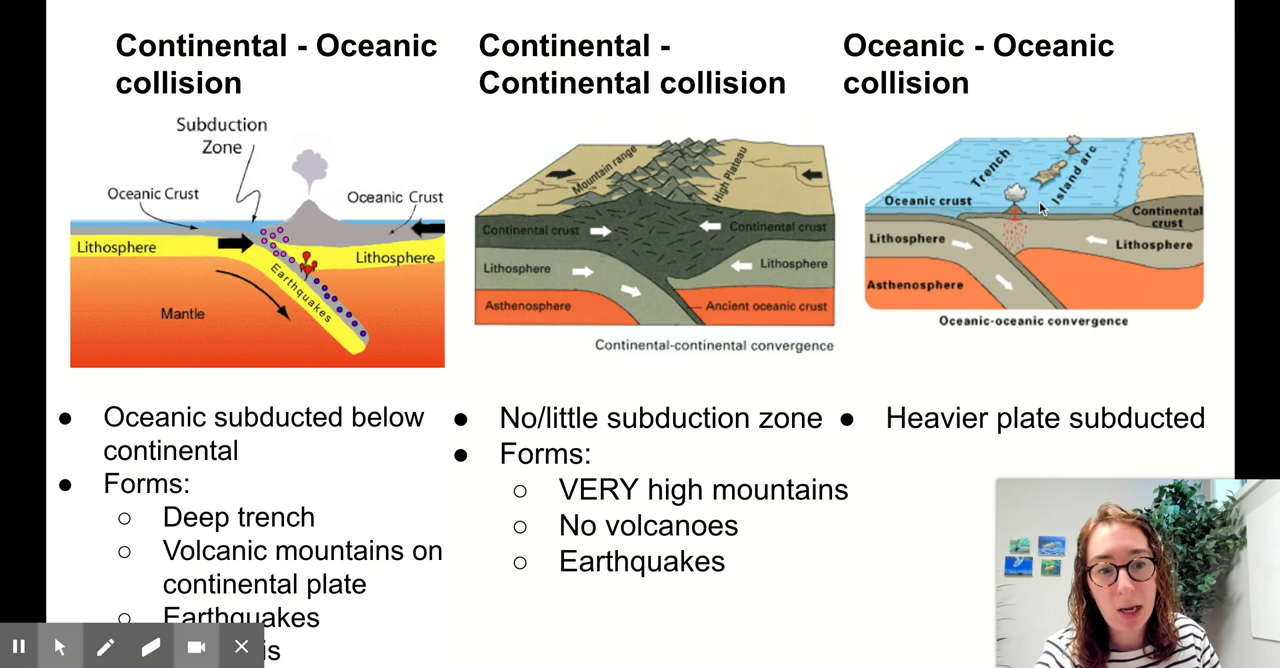 Continental - Oceanic
collision
Subduction
Zone
Oceanic Crust
Oceanic Crust
Lithosphere
Lithosphere
Earthquakes
Mantle
● Oceanic subducted below
continental
● Forms:
○ Deep trench
○ Volcanic mountains on
continental plate
○ Earthquakes
Continental -
Continental collision
Mountain range
High Plateau
Continental crust
Continental crust
Lithosphere
Lithosphere
Asthenosphere
Ancient oceanic crust
Continental-continental convergence
● No/little subduction zone
● Forms:
○ VERY high mountains
○ No volcanoes
○ Earthquakes
Oceanic - Oceanic
collision
Trench
Island arc
Oceanic crust
Continental
crust
Lithosphere
Lithosphere
Asthenosphere
Oceanic-oceanic convergence
● Heavier plate subducted